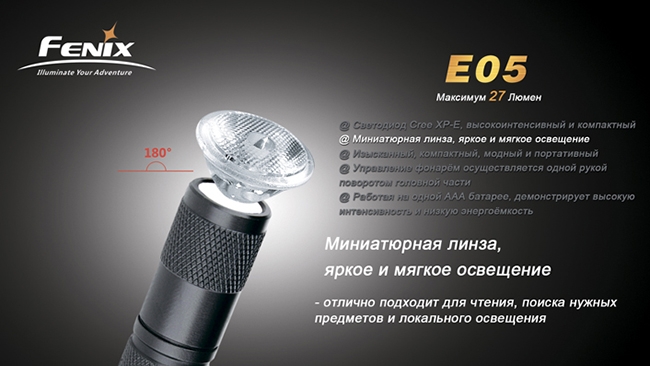 FENIX
Illuminate Your Adventure
E05
Максимум 27 Люмен
@ Светодиод Cree XP-E, высокоинтенсивный и компактный
@ Миниатюрная линза, яркое и мягкое освещение
@ Изысканный, компактный, модный и портативный
@ Управление фонарём осуществляется одной рукой
поворотом головной части
@ Работая на одной AAA батарее, демонстрирует высокую
интенсивность и низкую энергоёмкость
180°
Миниатюрная линза,
яркое и мягкое освещение
- отлично подходит для чтения, поиска нужных
предметов и локального освещения